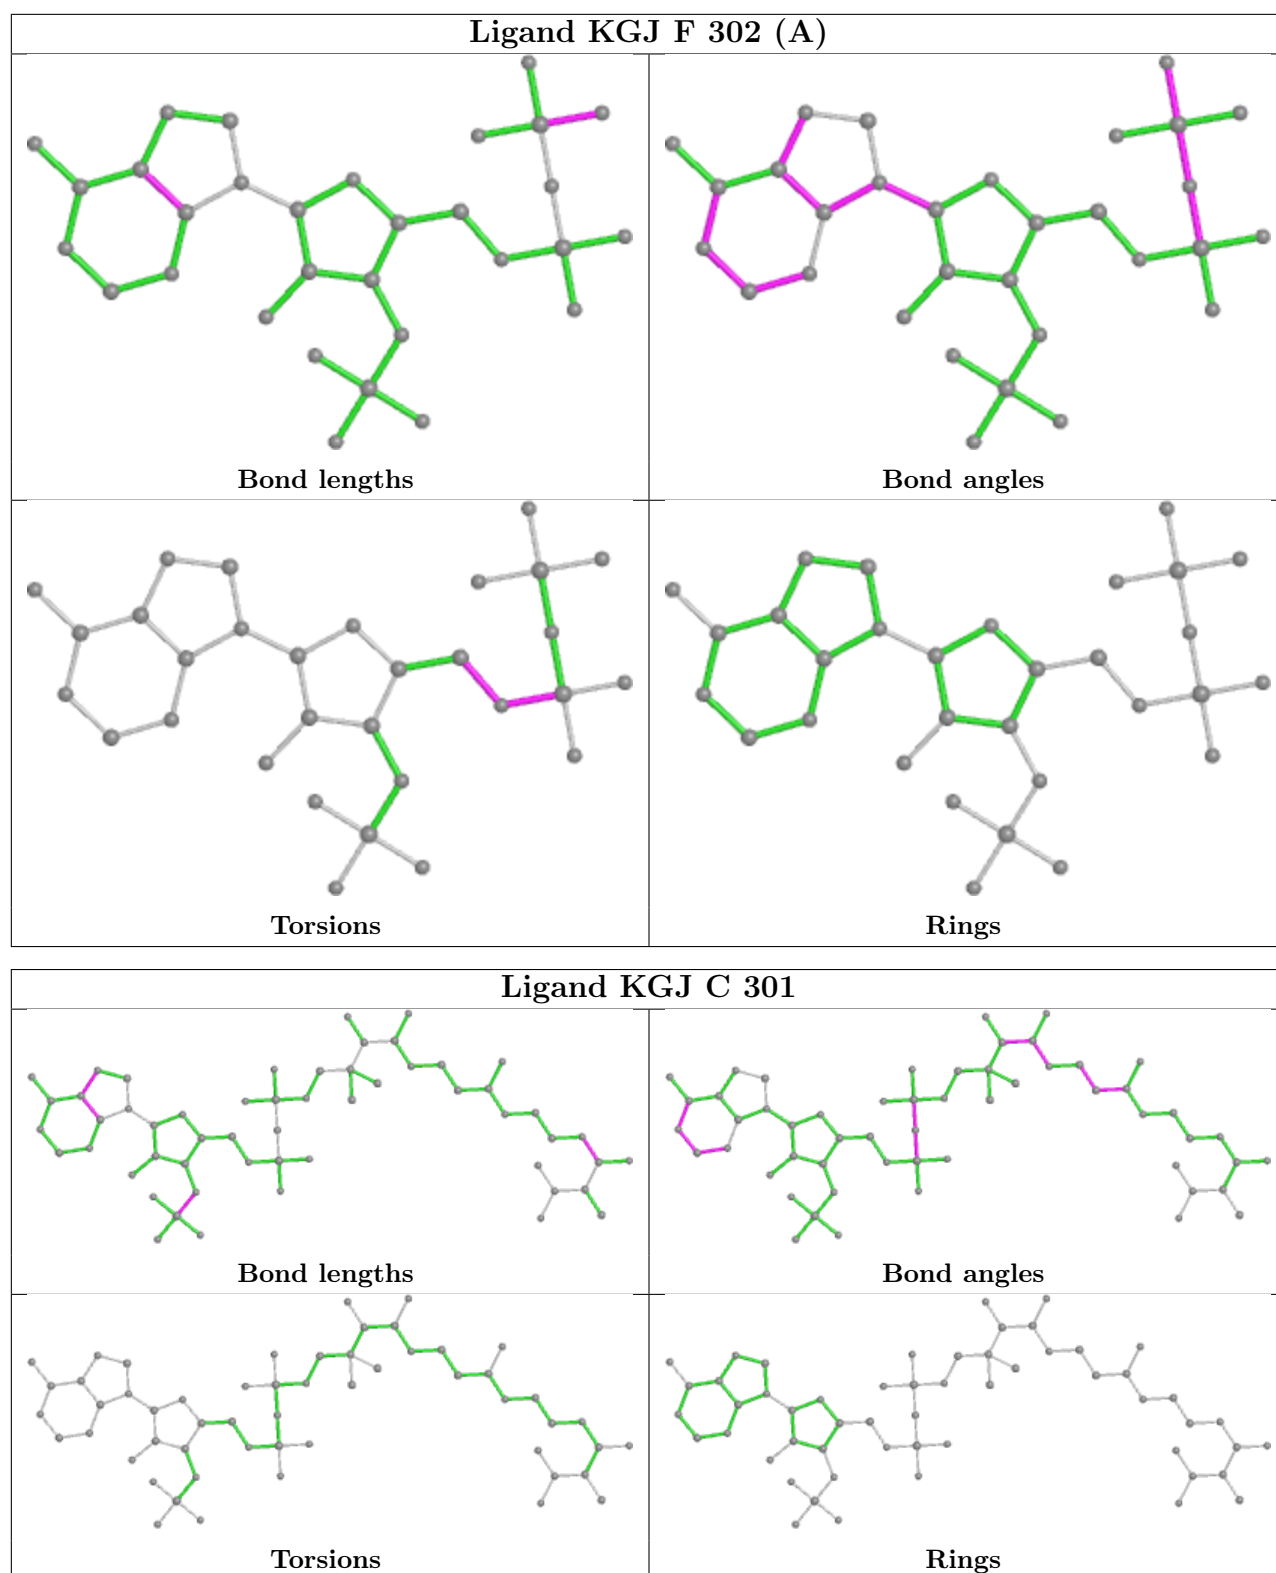 Ligand KGJ F 302 (A)
Bond lengths
Bond angles
Torsions
Rings
Ligand KGJ C 301
Bond lengths
Bond angles
Torsions
Rings